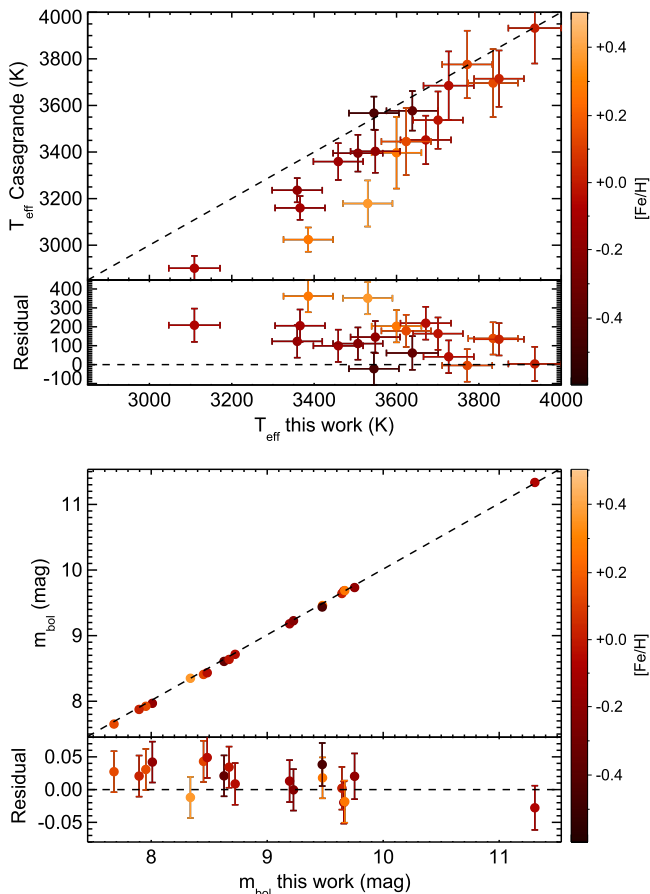 4000
3800
3600
3400
3200
3000
T_eff Casagrande (K)
400
300
200
100
0
-100
Residual
3000 3200 3400 3600 3800 4000
T_eff this work (K)
+0.4
+0.2
+0.0
-0.2
-0.4
[Fe/H]
11
10
9
8
m_bol (mag)
0.05
0.00
-0.05
Residual
8 9 10 11
m_bol this work (mag)
+0.4
+0.2
+0.0
-0.2
-0.4
[Fe/H]